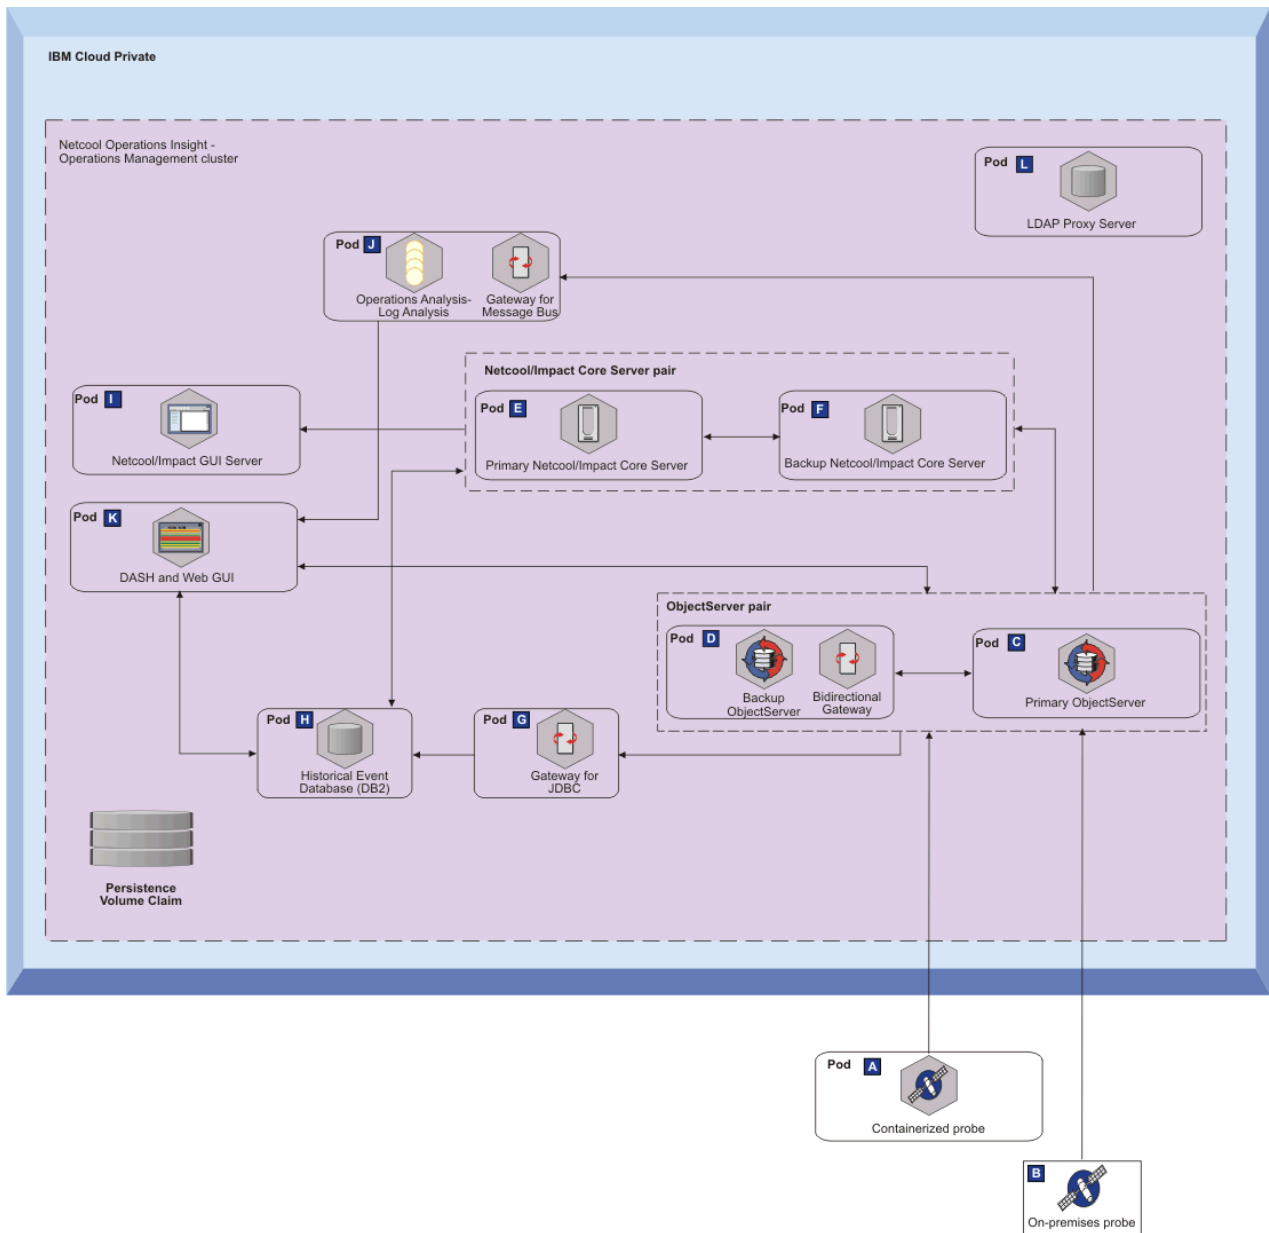 IBM Cloud Private
Netcool Operations Insight -
Operations Management cluster
Pod L
LDAP Proxy Server
Pod J
Operations Analysis-
Log Analysis
Gateway for
Message Bus
Netcool/Impact Core Server pair
Pod I
Netcool/Impact GUI Server
Pod E
Primary Netcool/Impact Core Server
Pod F
Backup Netcool/Impact Core Server
Pod K
DASH and Web GUI
ObjectServer pair
Pod D
Backup
ObjectServer
Bidirectional
Gateway
Pod C
Primary ObjectServer
Pod H
Historical Event
Database (DB2)
Pod G
Gateway for
JDBC
Persistence
Volume Claim
Pod A
Containerized probe
B
On-premises probe